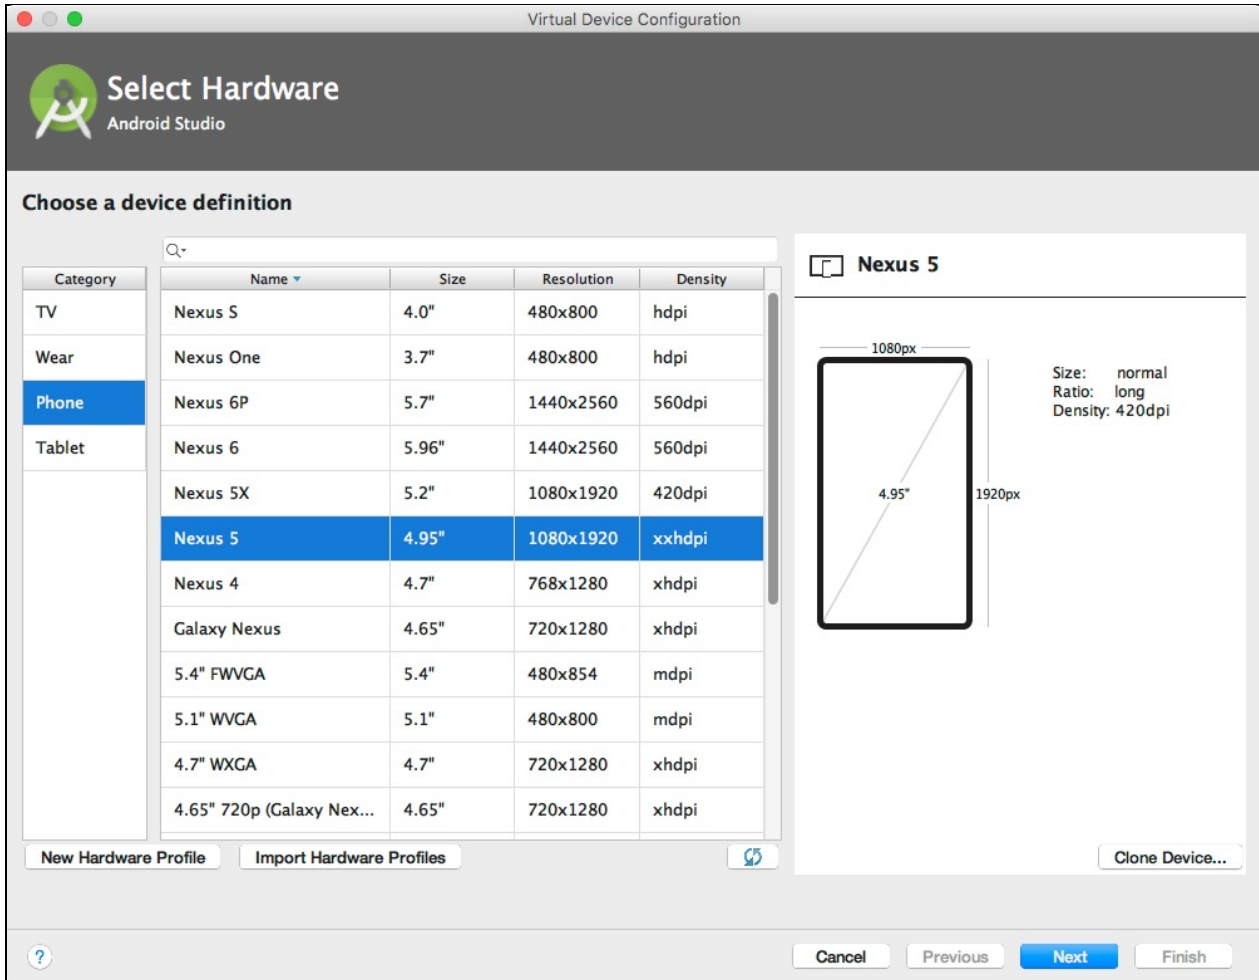 Virtual Device Configuration
Select Hardware
Android Studio
Choose a device definition
Category
TV
Wear
Phone
Tablet
Name Size Resolution Density
Nexus S 4.0" 480x800 hdpi
Nexus One 3.7" 480x800 hdpi
Nexus 6P 5.7" 1440x2560 560dpi
Nexus 6 5.96" 1440x2560 560dpi
Nexus 5X 5.2" 1080x1920 420dpi
Nexus 5 4.95" 1080x1920 xxhdpi
Nexus 4 4.7" 768x1280 xhdpi
Galaxy Nexus 4.65" 720x1280 xhdpi
5.4" FWVGA 5.4" 480x854 mdpi
5.1" WVGA 5.1" 480x800 mdpi
4.7" WXGA 4.7" 720x1280 xhdpi
4.65" 720p (Galaxy Nex... 4.65" 720x1280 xhdpi
New Hardware Profile Import Hardware Profiles
Nexus 5
1080px
Size: normal
Ratio: long
Density: 420dpi
4.95" 1920px
Clone Device...
? Cancel Previous Next Finish